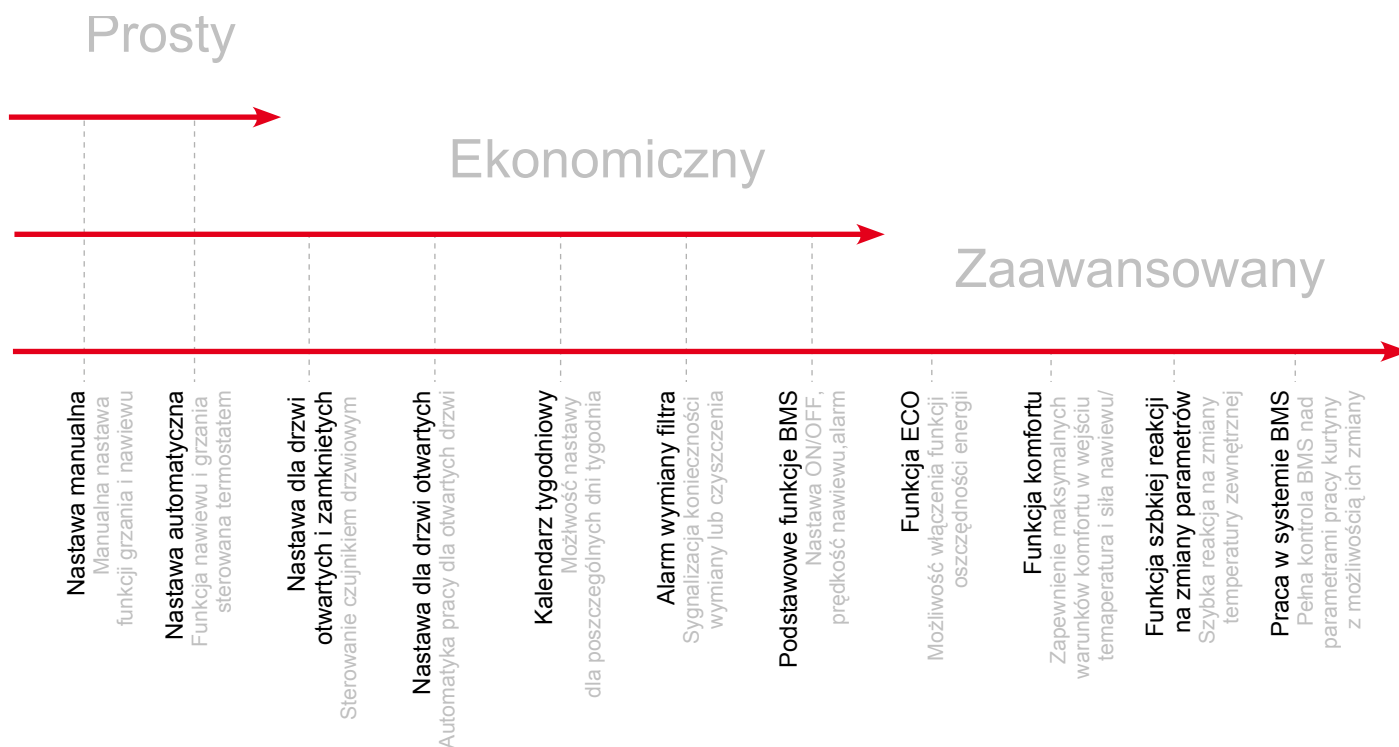 Prosty
Ekonomiczny
Zaawansowany
Nastawa manualna
Manualna nastawa
funkcji grzania i nawiewu
Nastawa automatyczna
Funkcja nawiewu i grzania
sterowana termostatem
Nastawa dla drzwi
otwartych i zamknietych
Sterowanie czujnikiem drzwiowym
Nastawa dla drzwi otwartych
Automatyka pracy dla otwartych drzwi
Kalendarz tygodniowy
Możłwość nastawy
dla poszczególnych dni tygodnia
Alarm wymiany filtra
Sygnalizacja konieczności
wymiany lub czyszczenia
Podstawowe funkcje BMS
Nastawa ON/OFF,
prędkość nawiewu,alarm
Funkcja ECO
Możliwość włączenia funkcji
oszczędności energii
Funkcja komfortu
Zapewnienie maksymalnych
warunków komfortu w wejściu
temaperatura i siła nawiewu/
Funkcja szbkiej reakcji
na zmiany parametrów
Szybka reakcja na zmiany
temperatury zewnętrznej
Praca w systemie BMS
Pełna kontrola BMS nad
parametrami pracy kurtyny
z możliwością ich zmiany